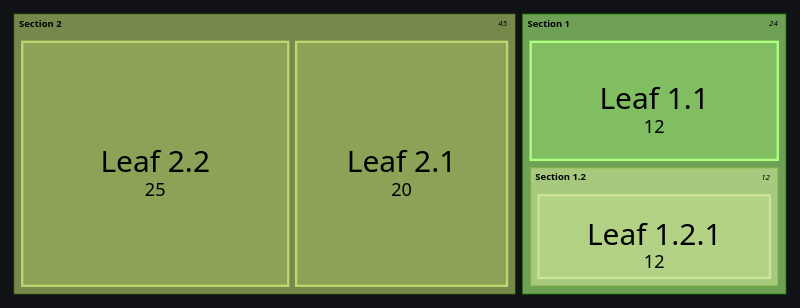 Section 2 45
Leaf 2.2
25
Leaf 2.1
20
Section 1 24
Leaf 1.1
12
Section 1.2 12
Leaf 1.2.1
12